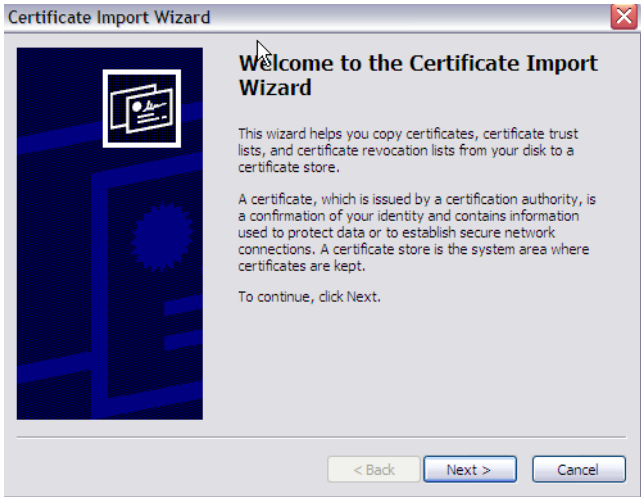 Certificate Import Wizard
Welcome to the Certificate Import
Wizard
This wizard helps you copy certificates, certificate trust
lists, and certificate revocation lists from your disk to a
certificate store.
A certificate, which is issued by a certification authority, is
a confirmation of your identity and contains information
used to protect data or to establish secure network
connections. A certificate store is the system area where
certificates are kept.
To continue, click Next.
< Back Next > Cancel